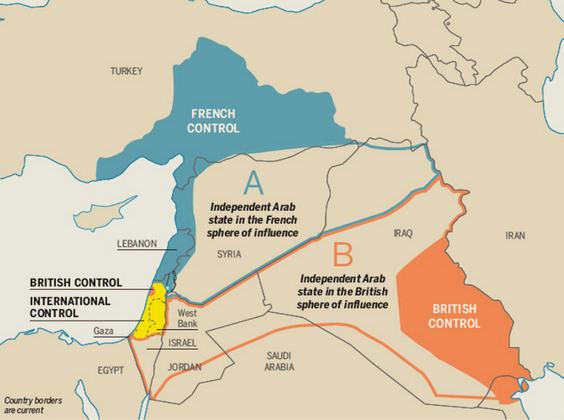 TURKEY
FRENCH
CONTROL
A
Independent Arab
state in the French
sphere of influence
LEBANON
SYRIA
B
IRAQ
IRAN
Independent Arab
state in the British
sphere of influence
BRITISH CONTROL
INTERNATIONAL
CONTROL
BRITISH
CONTROL
West
Bank
Gaza
ISRAEL
EGYPT
JORDAN
SAUDI
ARABIA
Country borders
are current